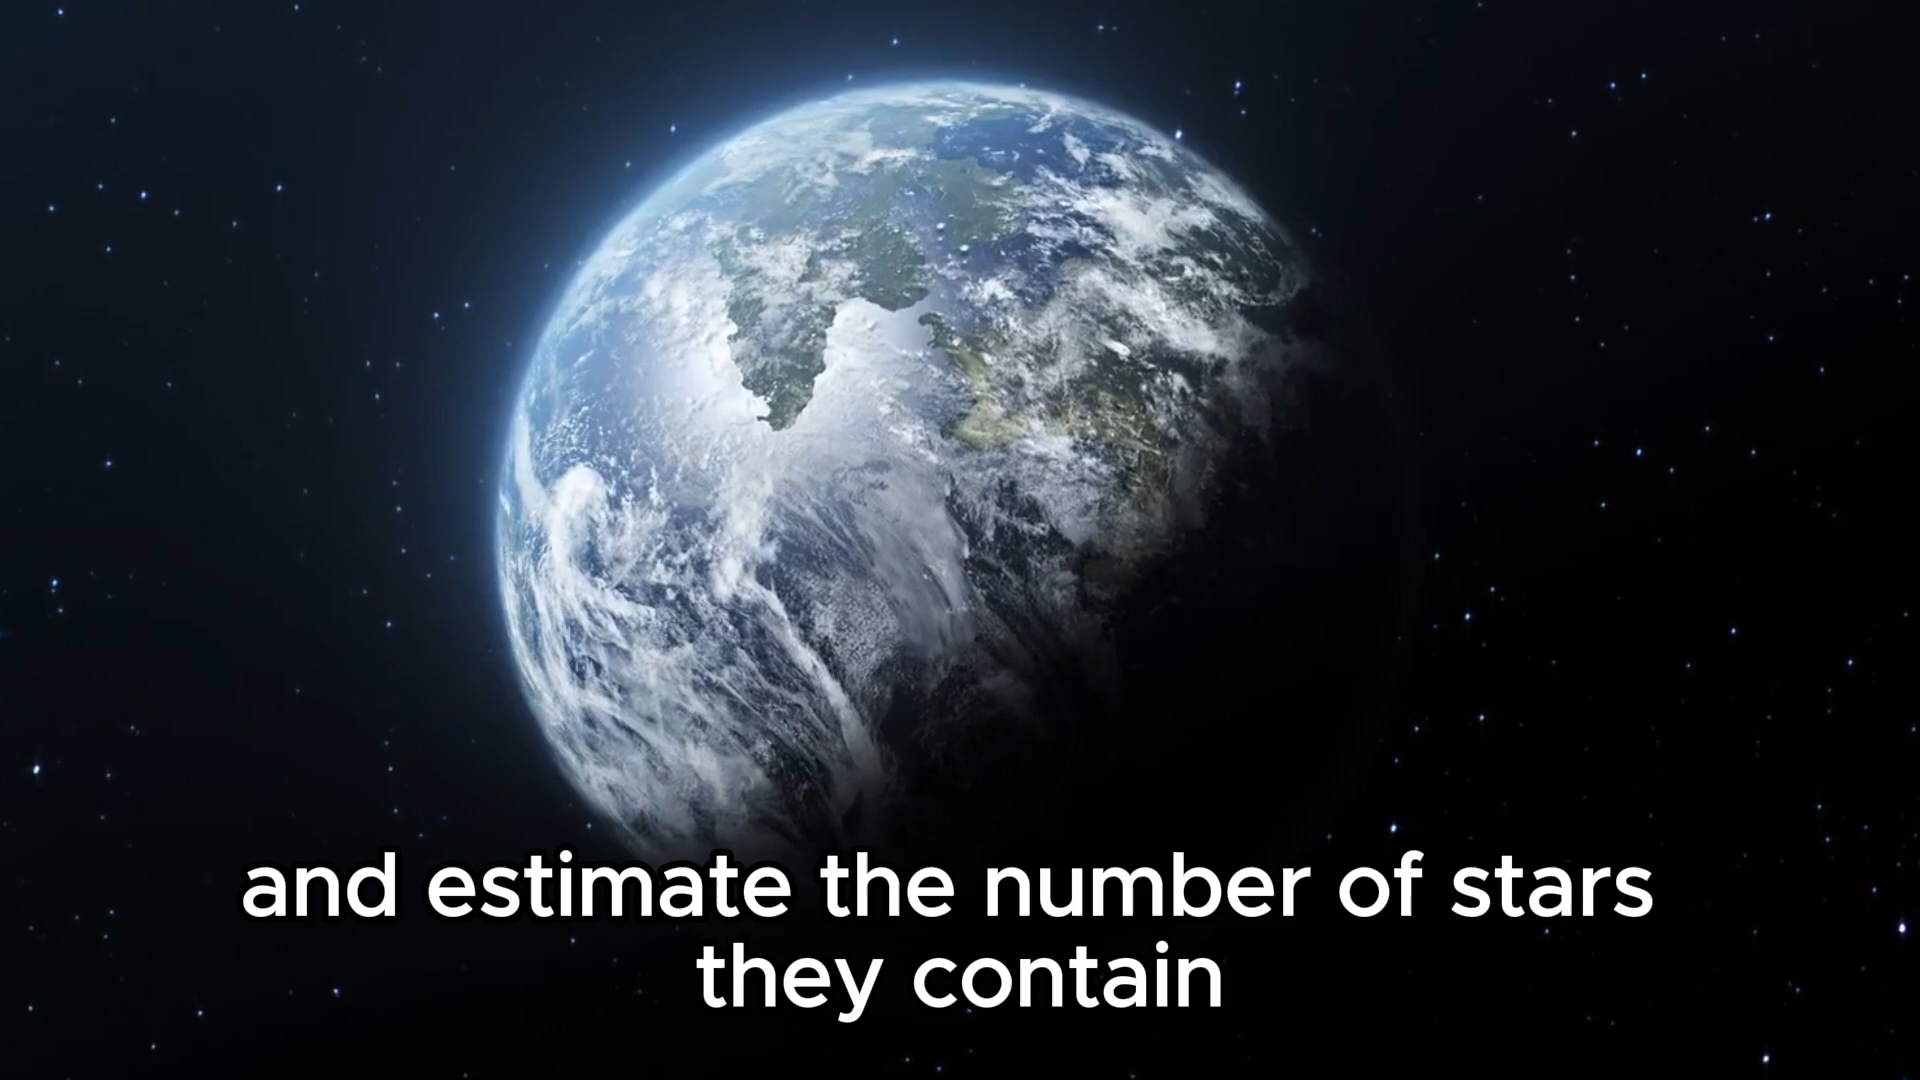 and estimate the number of stars
they contain